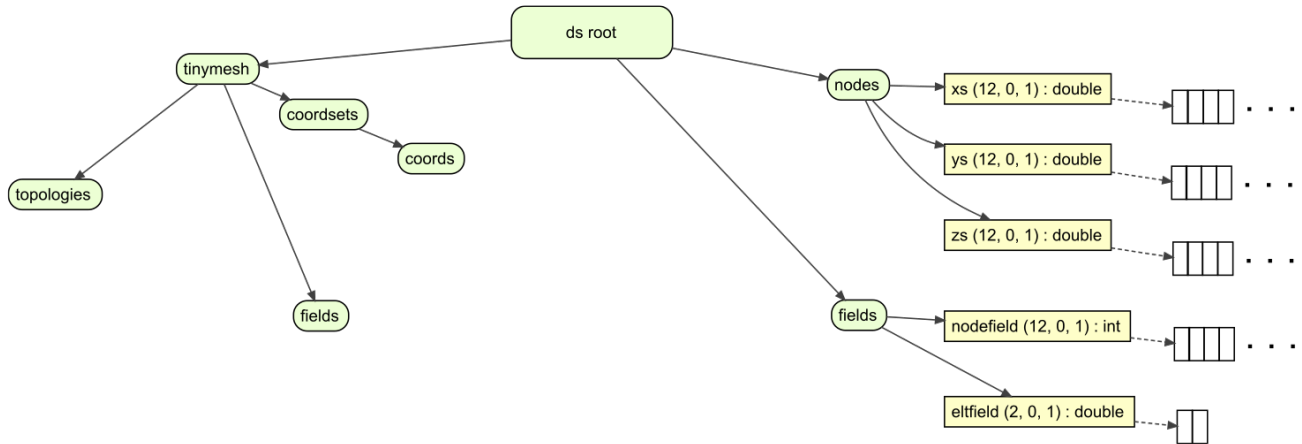 ds root
tinymesh
nodes
xs (12, 0, 1) : double
coordsets
coords
ys (12, 0, 1) : double
topologies
zs (12, 0, 1) : double
fields
fields
nodefield (12, 0, 1) : int
eltfield (2, 0, 1) : double